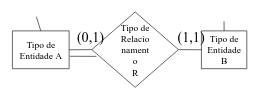 Tipo de
Entidade A
(0,1)
Tipo de
Relacio
nament
o
R
(1,1)
Tipo de
Entidade
B